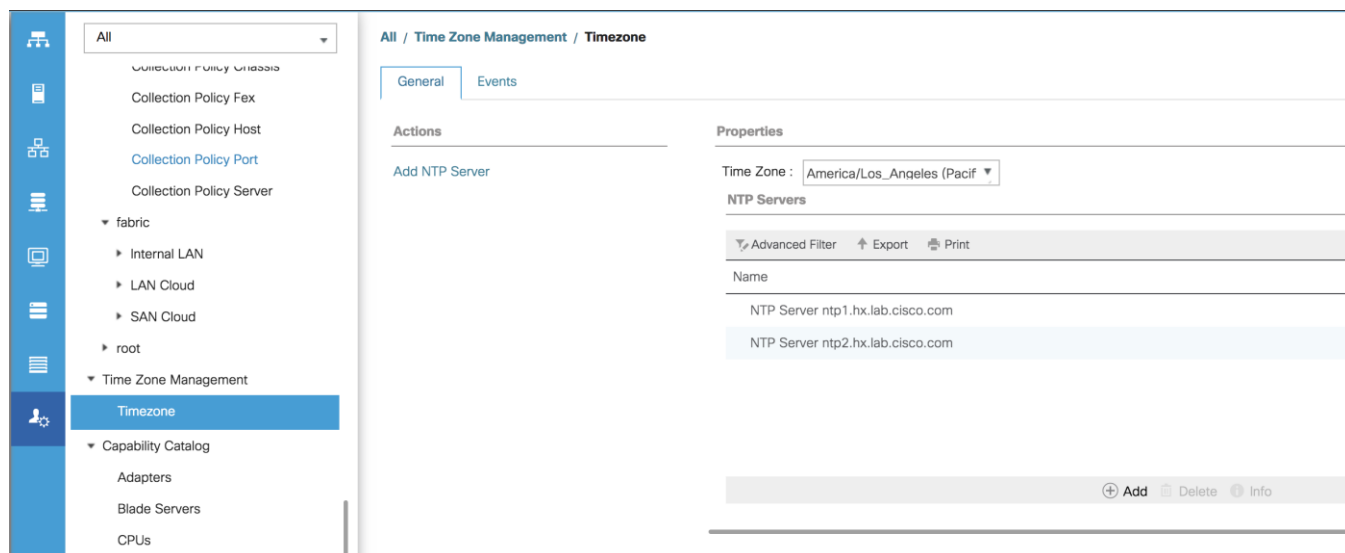 All
Collection Policy Chassis
Collection Policy Fex
Collection Policy Host
Collection Policy Port
Collection Policy Server
fabric
Internal LAN
LAN Cloud
SAN Cloud
root
Time Zone Management
Timezone
Capability Catalog
Adapters
Blade Servers
CPUs
All / Time Zone Management / Timezone
General Events
Actions
Add NTP Server
Properties
Time Zone : America/Los_Angeles (Pacif
NTP Servers
Advanced Filter Export Print
Name
NTP Server ntp1.hx.lab.cisco.com
NTP Server ntp2.hx.lab.cisco.com
Add Delete Info